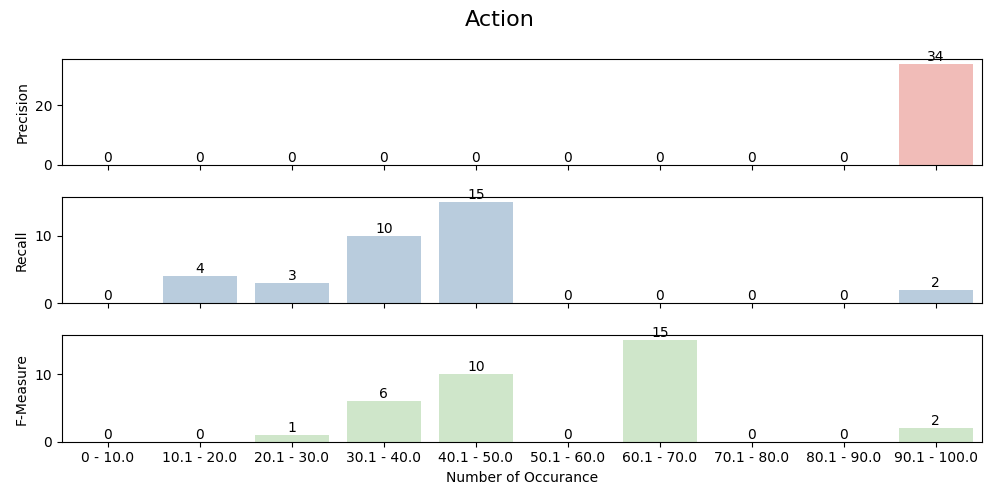 Action
Precision
20
0
0 0 0 0 0 0 0 0 0 34
Recall
10
0
0 4 3 10 15 0 0 0 0 2
F-Measure
10
0
0 0 1 6 10 0 15 0 0 2
0 - 10.0 10.1 - 20.0 20.1 - 30.0 30.1 - 40.0 40.1 - 50.0 50.1 - 60.0 60.1 - 70.0 70.1 - 80.0 80.1 - 90.0 90.1 - 100.0
Number of Occurance